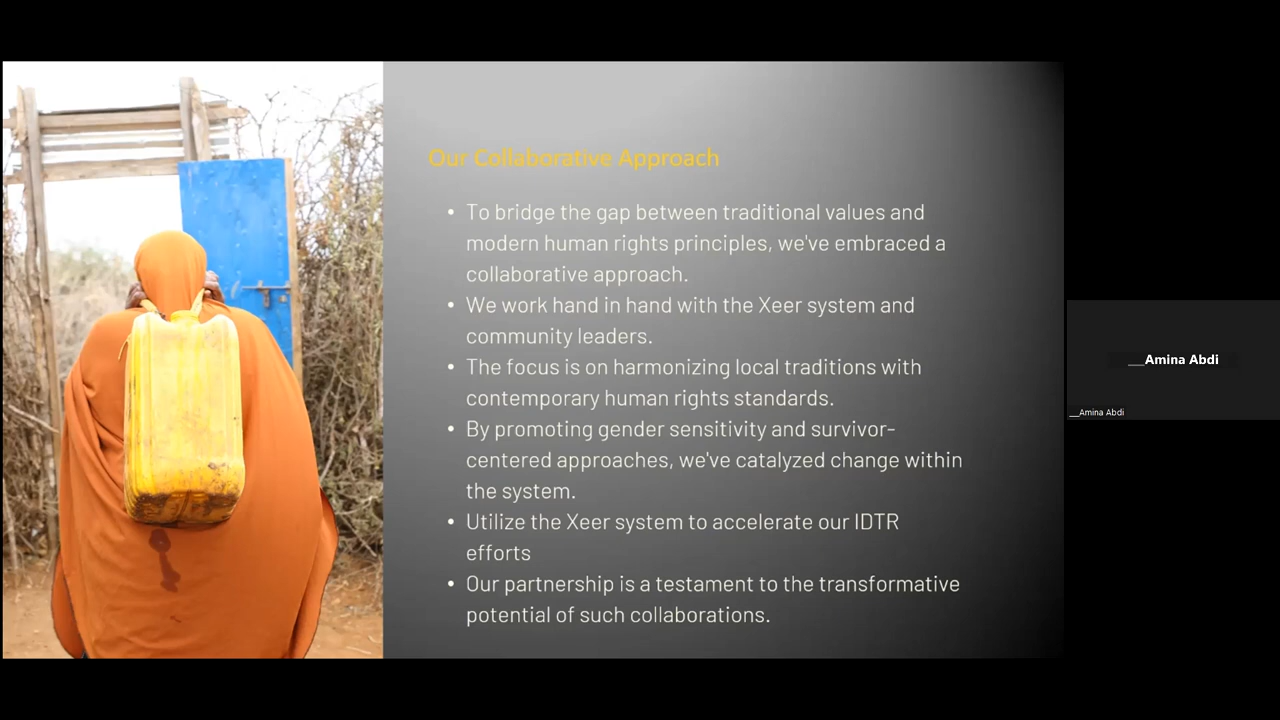 Our Collaborative Approach
• To bridge the gap between traditional values and
modern human rights principles, we've embraced a
collaborative approach.
• We work hand in hand with the Xeer system and
community leaders.
• The focus is on harmonizing local traditions with
contemporary human rights standards.
• By promoting gender sensitivity and survivor-
centered approaches, we've catalyzed change within
the system.
• Utilize the Xeer system to accelerate our IDTR
efforts
• Our partnership is a testament to the transformative
potential of such collaborations.
__Amina Abdi
__Amina Abdi